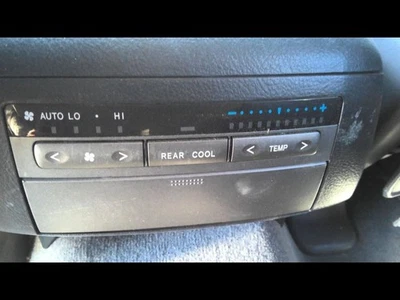 AUTO LO • HI - +
< > REAR COOL < TEMP >